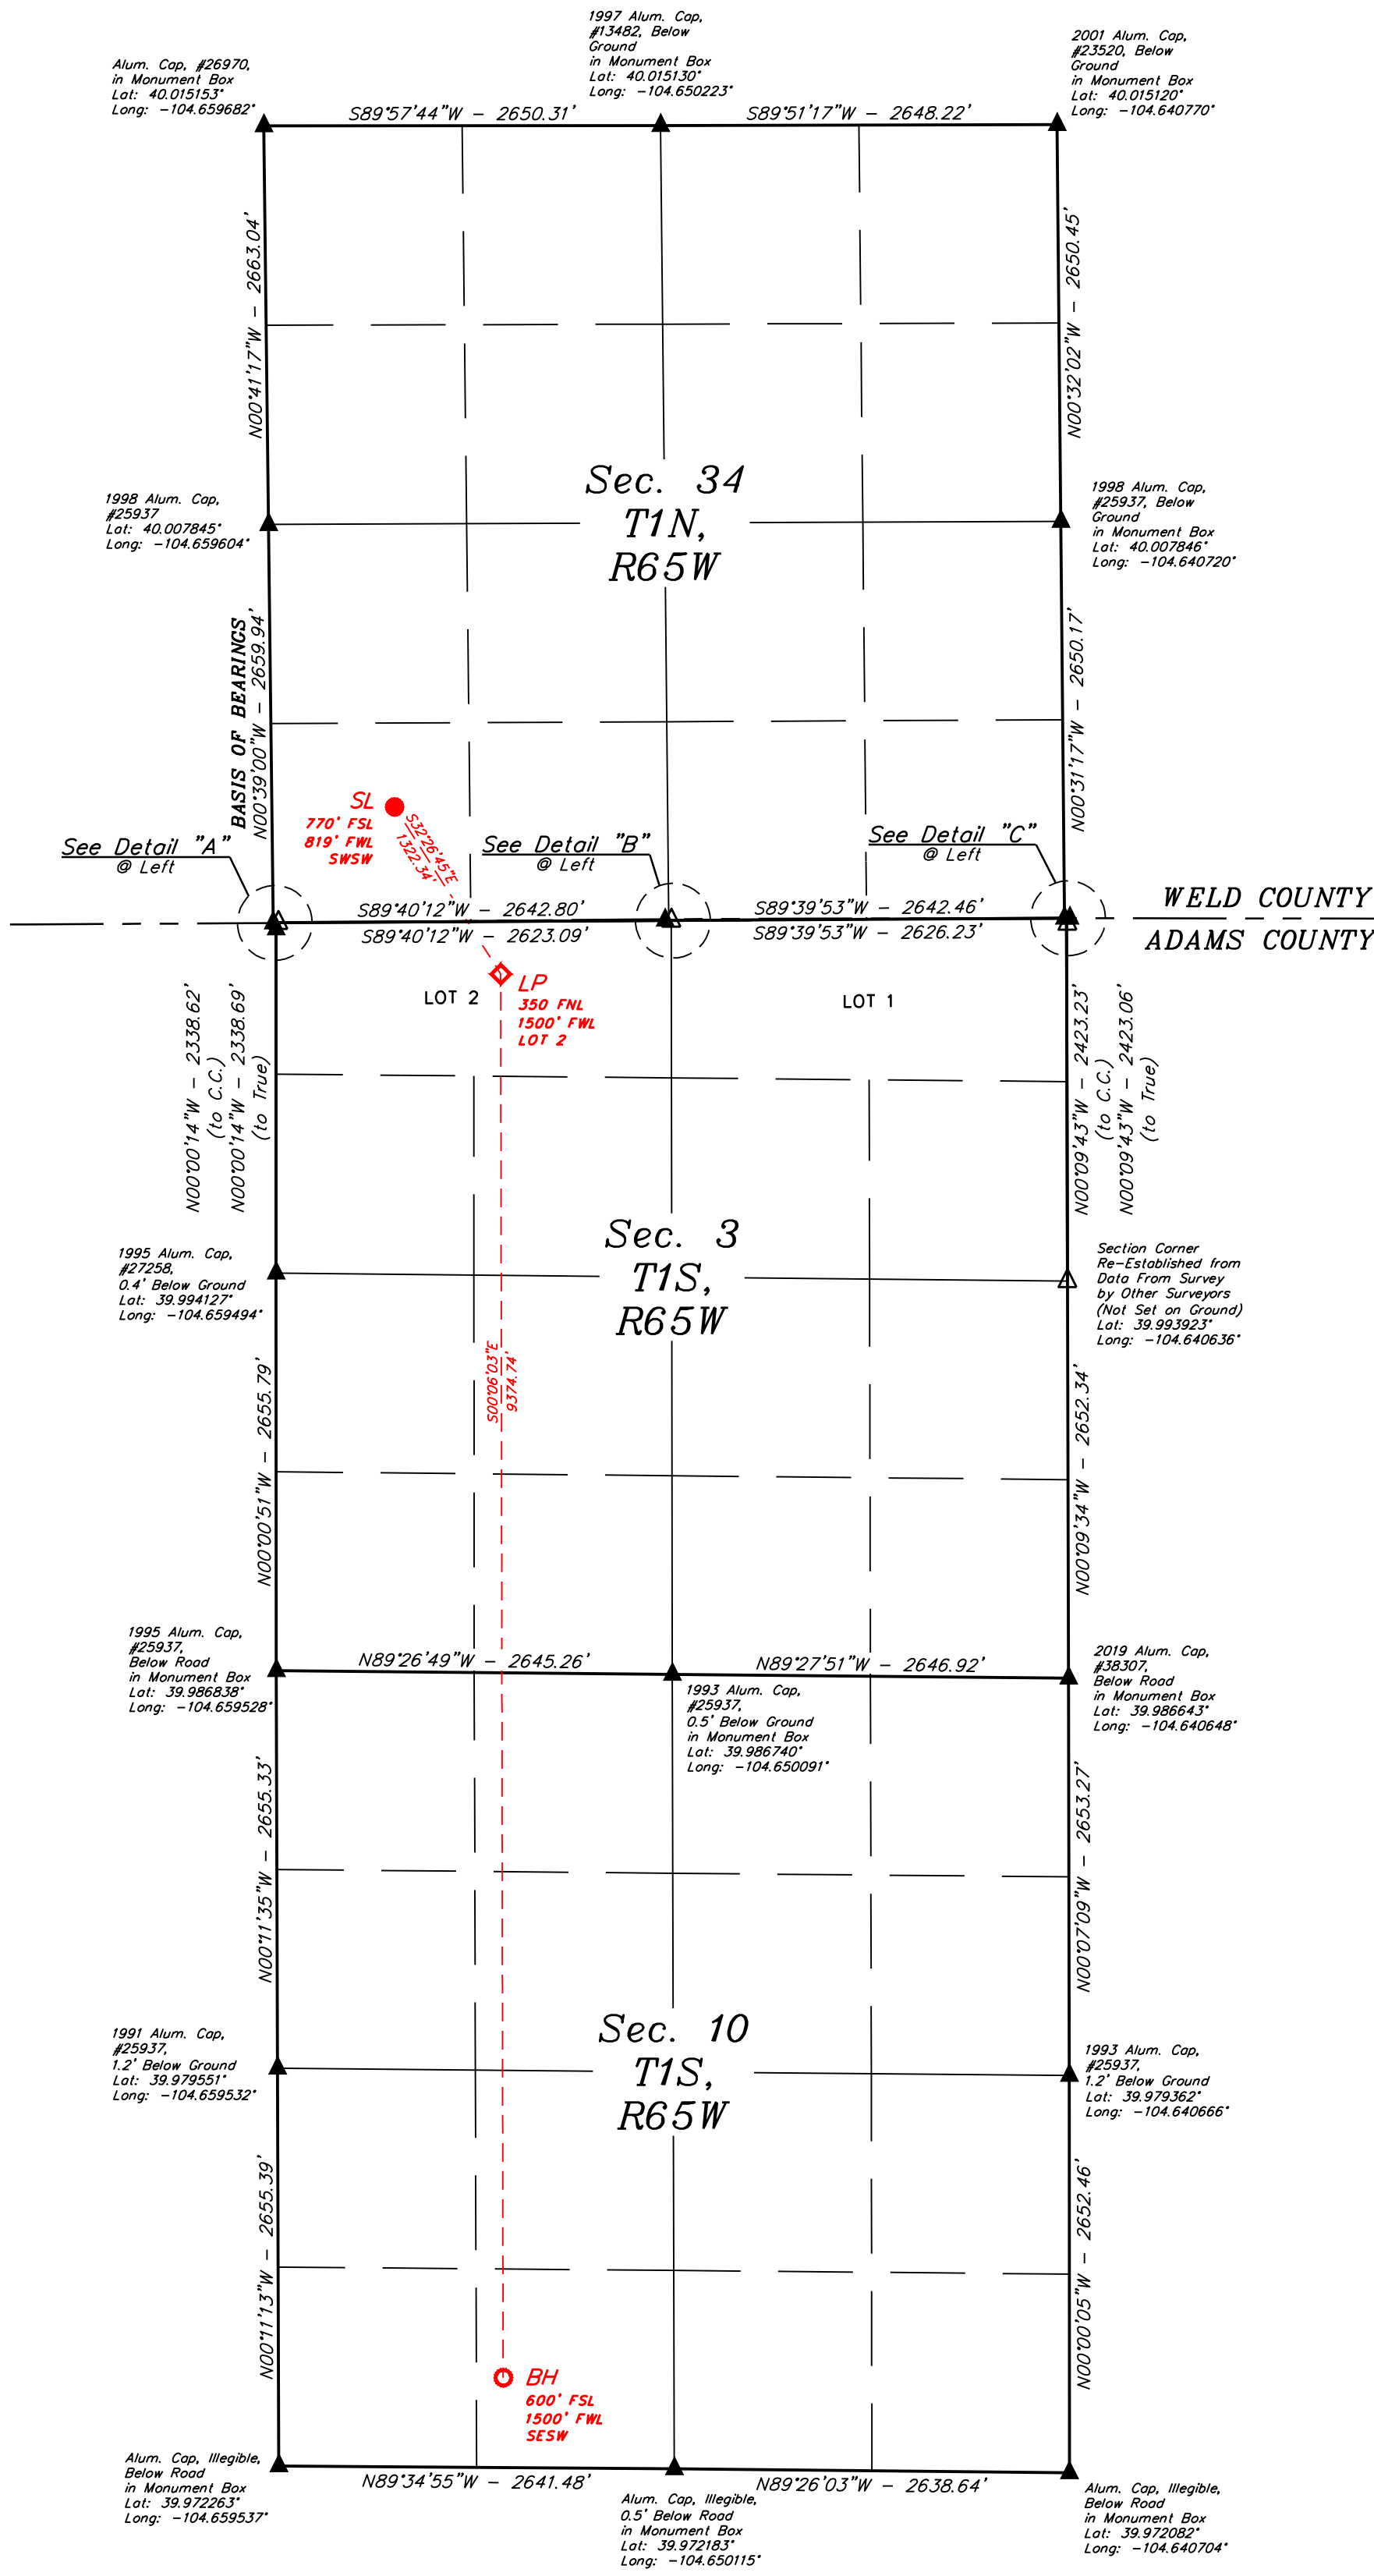 1997 Alum. Cap,
#13482, Below
Ground
in Monument Box
Lat: 40.015130°
Long: -104.650223°
2001 Alum. Cap,
#23520, Below
Ground
in Monument Box
Lat: 40.015120°
Long: -104.640770°
Alum. Cap, #26970,
in Monument Box
Lat: 40.015153°
Long: -104.659682°
S89°57'44"W - 2650.31'
S89°51'17"W - 2648.22'
N00°41'17"W - 2663.04'
N00°32'02"W - 2650.45'
Sec. 34
T1N,
R65W
1998 Alum. Cap,
#25937
Lat: 40.007845°
Long: -104.659604°
1998 Alum. Cap,
#25937, Below
Ground
in Monument Box
Lat: 40.007846°
Long: -104.640720°
BASIS OF BEARINGS
N00°39'00"W - 2659.94'
N00°31'17"W - 2650.17'
SL
770' FSL
819' FWL
SWSW
S32°26'45"E
1322.34'
See Detail "A"
@ Left
See Detail "B"
@ Left
See Detail "C"
@ Left
WELD COUNTY
ADAMS COUNTY
S89°40'12"W - 2642.80'
S89°40'12"W - 2623.09'
S89°39'53"W - 2642.46'
S89°39'53"W - 2626.23'
LOT 2
LP
350 FNL
1500' FWL
LOT 2
LOT 1
N00°00'14"W - 2338.62'
(to C.C.)
N00°00'14"W - 2338.69'
(to True)
N00°09'43"W - 2423.23'
(to C.C.)
N00°09'43"W - 2423.06'
(to True)
Sec. 3
T1S,
R65W
1995 Alum. Cap,
#27258,
0.4' Below Ground
Lat: 39.994127°
Long: -104.659494°
Section Corner
Re-Established from
Data From Survey
by Other Surveyors
(Not Set on Ground)
Lat: 39.993923°
Long: -104.640636°
S00°06'03"E
9374.74'
N00°00'51"W - 2655.79'
N00°09'34"W - 2652.34'
1995 Alum. Cap,
#25937,
Below Road
in Monument Box
Lat: 39.986838°
Long: -104.659528°
N89°26'49"W - 2645.26'
N89°27'51"W - 2646.92'
2019 Alum. Cap,
#38307,
Below Road
in Monument Box
Lat: 39.986643°
Long: -104.640648°
1993 Alum. Cap,
#25937,
0.5' Below Ground
in Monument Box
Lat: 39.986740°
Long: -104.650091°
N00°11'35"W - 2655.33'
N00°07'09"W - 2653.27'
Sec. 10
T1S,
R65W
1991 Alum. Cap,
#25937,
1.2' Below Ground
Lat: 39.979551°
Long: -104.659532°
1993 Alum. Cap,
#25937,
1.2' Below Ground
Lat: 39.979362°
Long: -104.640666°
N00°11'13"W - 2655.39'
N00°00'05"W - 2652.46'
BH
600' FSL
1500' FWL
SESW
Alum. Cap, Illegible,
Below Road
in Monument Box
Lat: 39.972263°
Long: -104.659537°
N89°34'55"W - 2641.48'
N89°26'03"W - 2638.64'
Alum. Cap, Illegible,
0.5' Below Road
in Monument Box
Lat: 39.972183°
Long: -104.650115°
Alum. Cap, Illegible,
Below Road
in Monument Box
Lat: 39.972082°
Long: -104.640704°